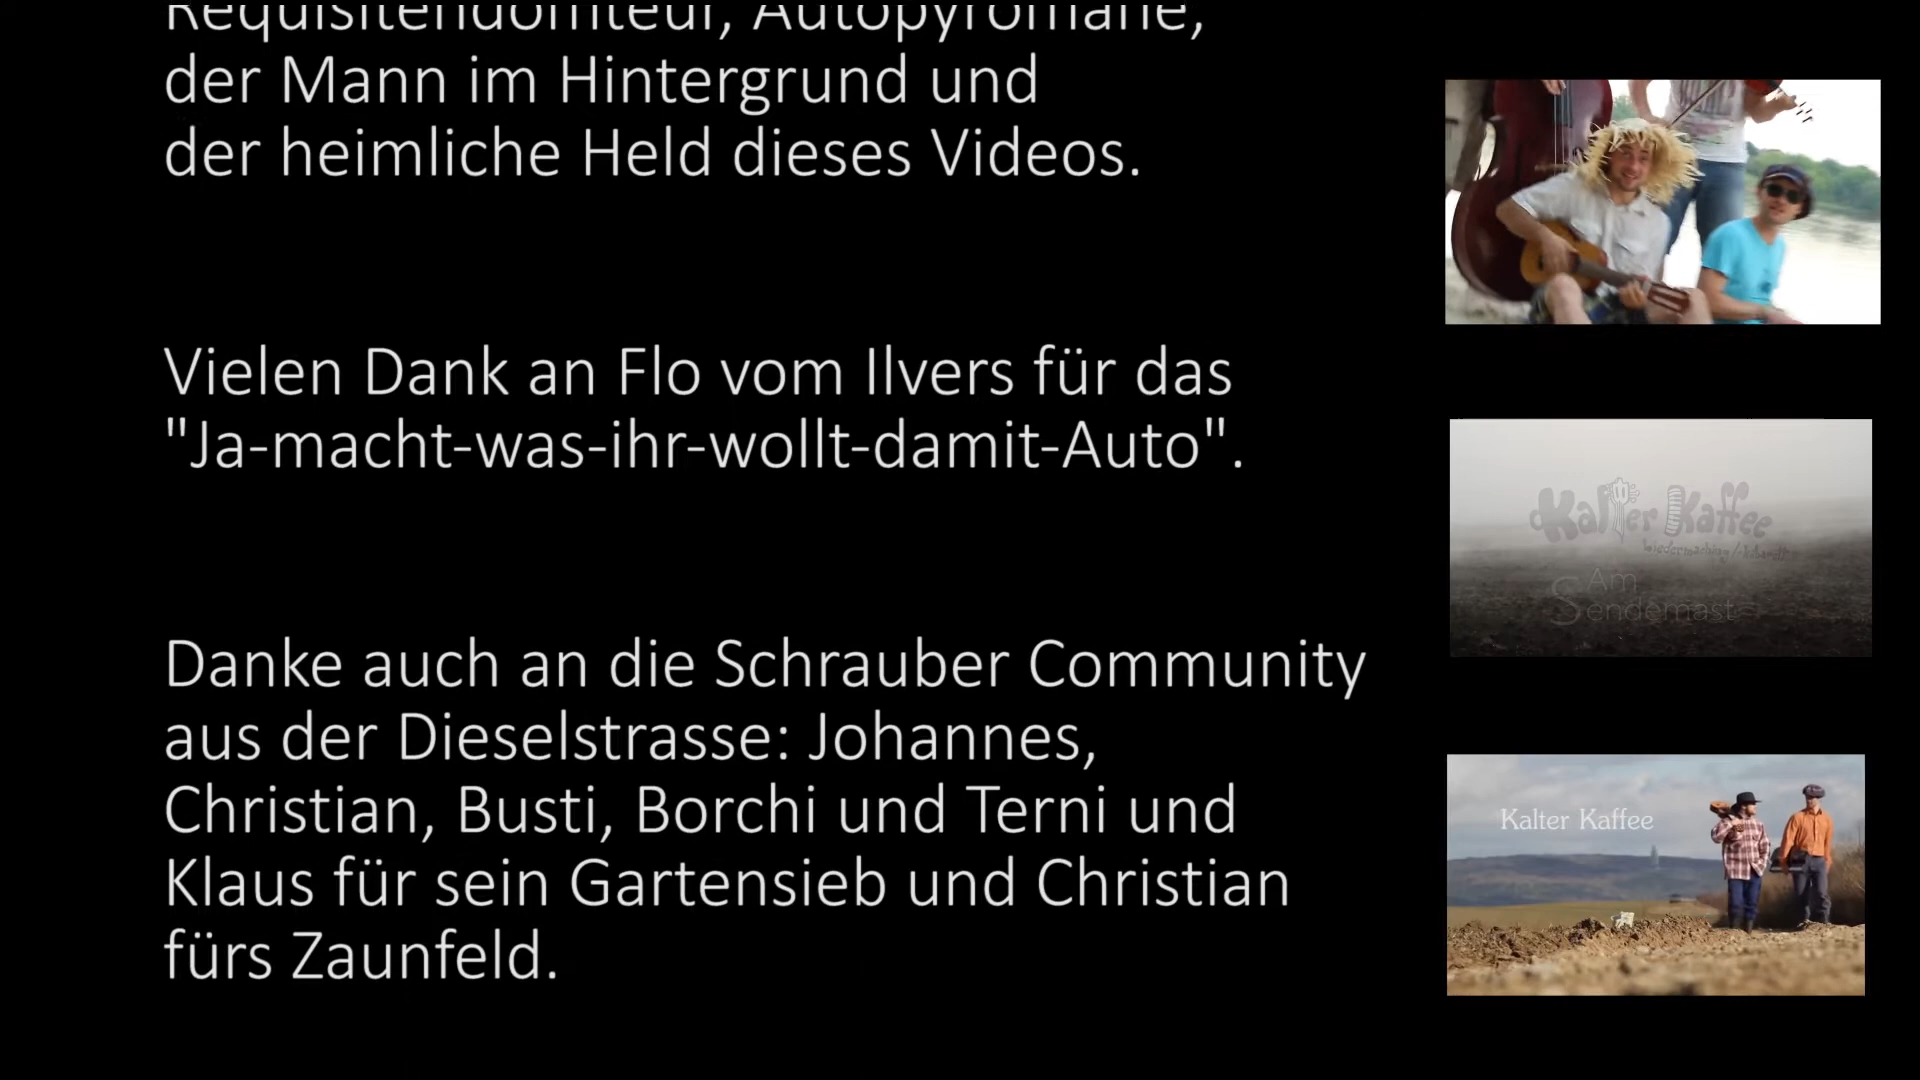 Requisitendomteur, Autopyromane,
der Mann im Hintergrund und
der heimliche Held dieses Videos.
Vielen Dank an Flo vom Ilvers für das
"Ja-macht-was-ihr-wollt-damit-Auto".
Danke auch an die Schrauber Community
aus der Dieselstrasse: Johannes,
Christian, Busti, Borchi und Terni und
Klaus für sein Gartensieb und Christian
fürs Zaunfeld.
Kalter Kaffee
Am
Sendemast
Kalter Kaffee